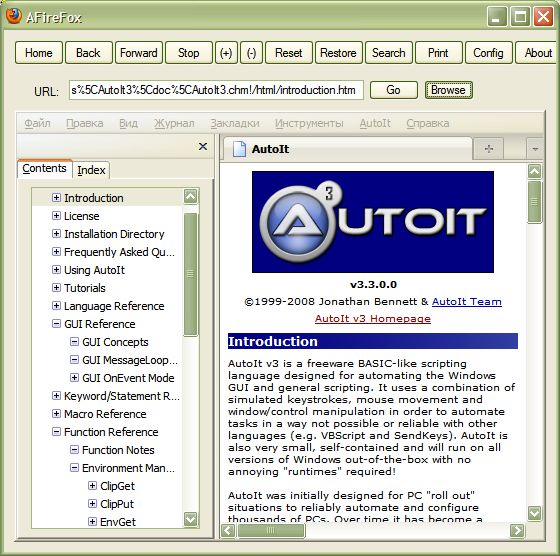 AFireFox
Home Back Forward Stop (+) (-) Reset Restore Search Print Config About
URL: s%5CAutoIt3%5Cdoc%5CAutoIt3.chm!/html/introduction.htm Go Browse
Файл Правка Вид Журнал Закладки Инструменты AutoIt Справка
Contents Index
Introduction
License
Installation Directory
Frequently Asked Qu...
Using AutoIt
Tutorials
Language Reference
GUI Reference
GUI Concepts
GUI MessageLoop...
GUI OnEvent Mode
Keyword/Statement R...
Macro Reference
Function Reference
Function Notes
Environment Man...
ClipGet
ClipPut
EnvGet
AutoIt
AUTOIT 3
v3.3.0.0
©1999-2008 Jonathan Bennett & AutoIt Team
AutoIt v3 Homepage
Introduction
AutoIt v3 is a freeware BASIC-like scripting
language designed for automating the Windows
GUI and general scripting. It uses a combination of
simulated keystrokes, mouse movement and
window/control manipulation in order to automate
tasks in a way not possible or reliable with other
languages (e.g. VBScript and SendKeys). AutoIt is
also very small, self-contained and will run on all
versions of Windows out-of-the-box with no
annoying "runtimes" required!
AutoIt was initially designed for PC "roll out"
situations to reliably automate and configure
thousands of PCs. Over time it has become a